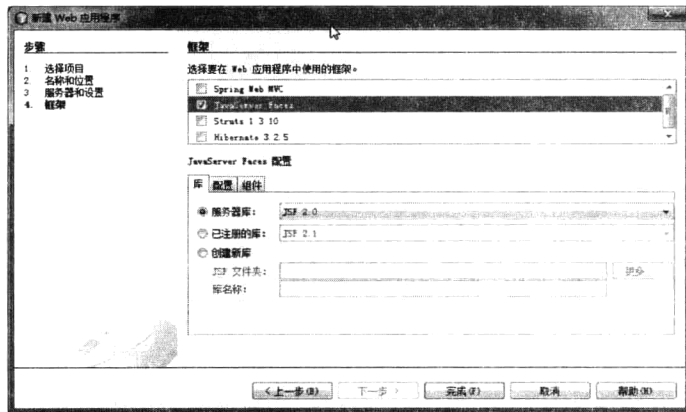 新建 Web 应用程序
步骤
1 选择项目
2. 名称和位置
3 服务器和设置
4. 框架
框架
选择要在 Web 应用程序中使用的框架。
Spring Web MVC
JavaServer Faces
Struts 1 3 10
Hibernate 3 2 5
JavaServer Faces 配置
库 配置 组件
服务器库: JSF 2.0
已注册的库: JSF 2.1
创建新库
JSF 文件夹:
库名称:
< 上一步(B) 下一步 > 完成(F) 取消 帮助(H)